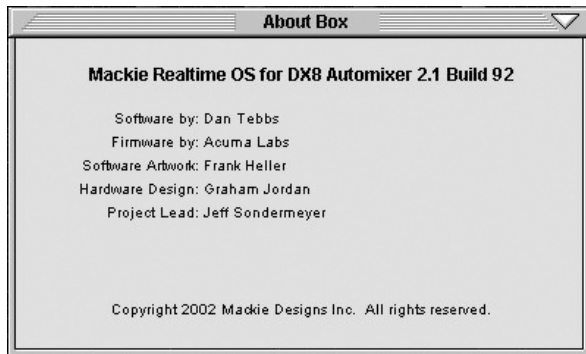 About Box
Mackie Realtime OS for DX8 Automixer 2.1 Build 92
Software by: Dan Tebbs
Firmware by: Acuma Labs
Software Artwork: Frank Heller
Hardware Design: Graham Jordan
Project Lead: Jeff Sondermeyer
Copyright 2002 Mackie Designs Inc.  All rights reserved.